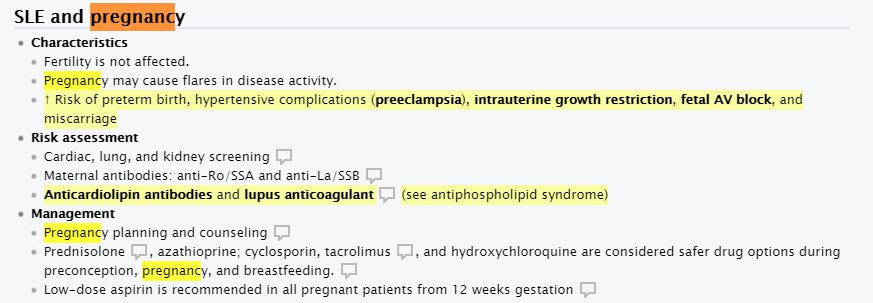 SLE and pregnancy
Characteristics
Fertility is not affected.
Pregnancy may cause flares in disease activity.
↑ Risk of preterm birth, hypertensive complications (preeclampsia), intrauterine growth restriction, fetal AV block, and
miscarriage
Risk assessment
Cardiac, lung, and kidney screening
Maternal antibodies: anti-Ro/SSA and anti-La/SSB
Anticardiolipin antibodies and lupus anticoagulant (see antiphospholipid syndrome)
Management
Pregnancy planning and counseling
Prednisolone , azathioprine; cyclosporin, tacrolimus , and hydroxychloroquine are considered safer drug options during
preconception, pregnancy, and breastfeeding.
Low-dose aspirin is recommended in all pregnant patients from 12 weeks gestation